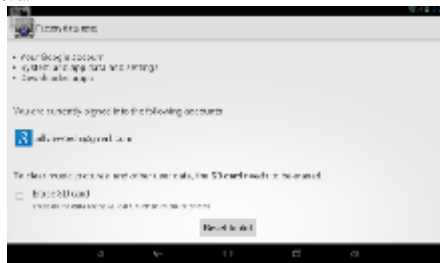 Factory data reset
• Your Google account
• System and app data and settings
• Downloaded apps
You are currently signed into the following accounts:
To clear music, pictures, and other user data, the SD card needs to be erased.
Erase SD card
Reset tablet